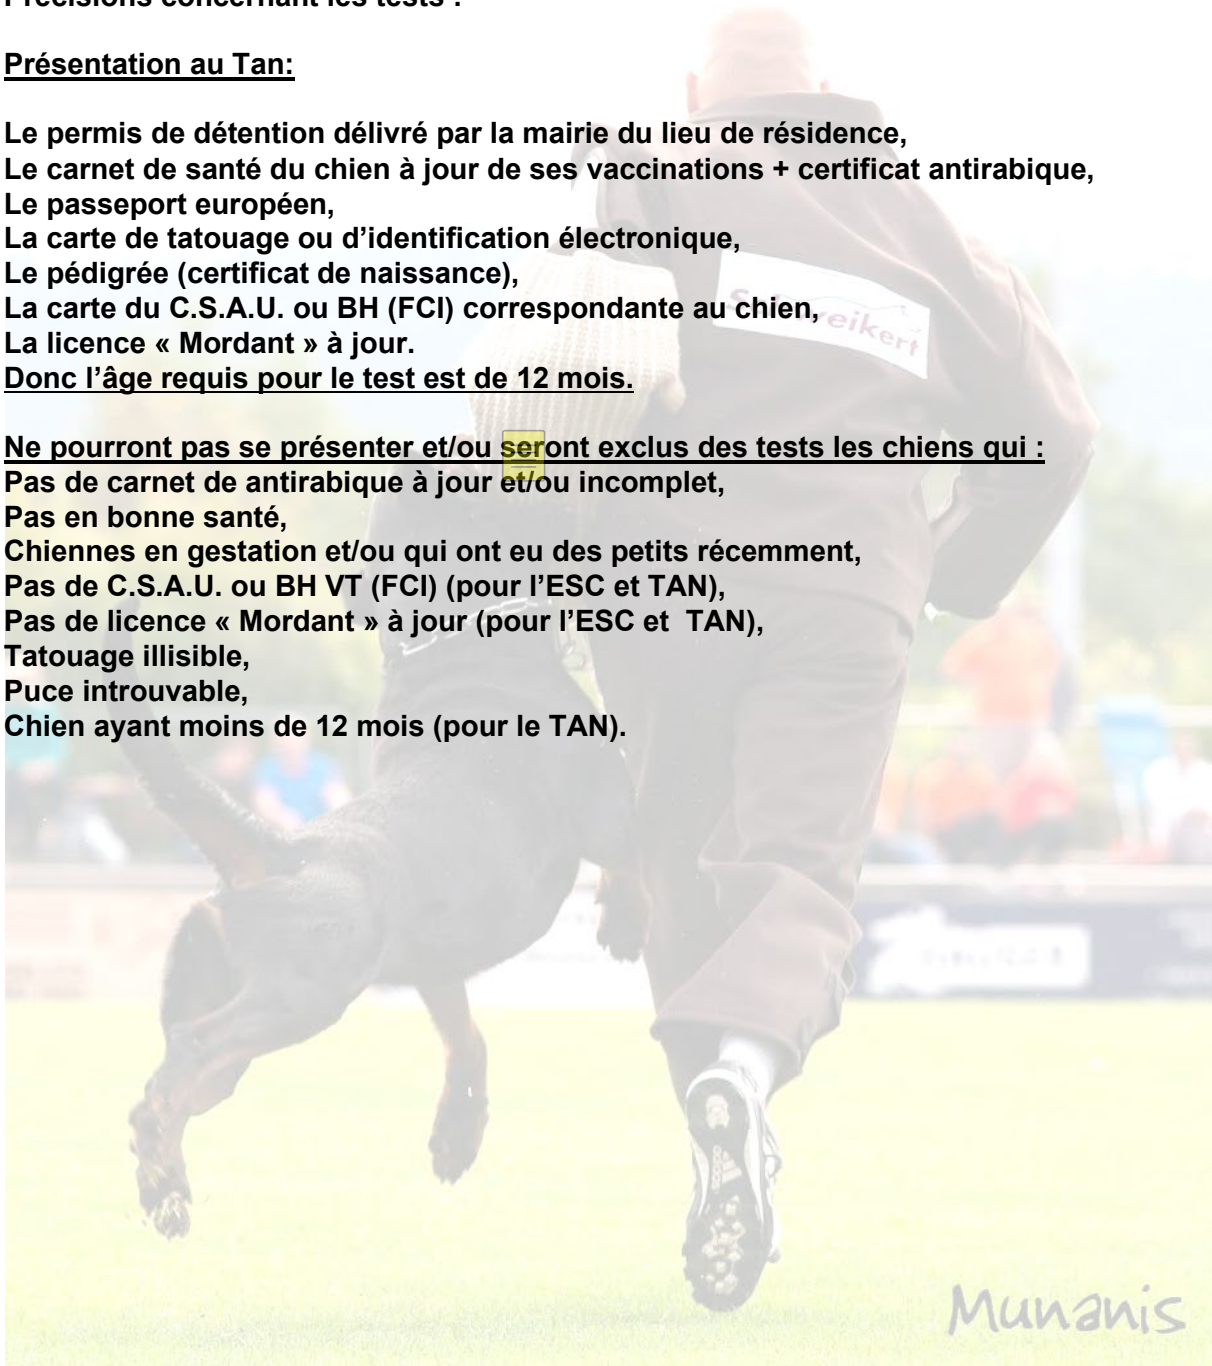 Précisions concernant les tests :
Présentation au Tan:
Le permis de détention délivré par la mairie du lieu de résidence,
Le carnet de santé du chien à jour de ses vaccinations + certificat antirabique,
Le passeport européen,
La carte de tatouage ou d’identification électronique,
Le pédigrée (certificat de naissance),
La carte du C.S.A.U. ou BH (FCI) correspondante au chien,
La licence « Mordant » à jour.
Donc l’âge requis pour le test est de 12 mois.
Ne pourront pas se présenter et/ou seront exclus des tests les chiens qui :
Pas de carnet de antirabique à jour et/ou incomplet,
Pas en bonne santé,
Chiennes en gestation et/ou qui ont eu des petits récemment,
Pas de C.S.A.U. ou BH VT (FCI) (pour l’ESC et TAN),
Pas de licence « Mordant » à jour (pour l’ESC et  TAN),
Tatouage illisible,
Puce introuvable,
Chien ayant moins de 12 mois (pour le TAN).
Schweikert
adidas
Munanis